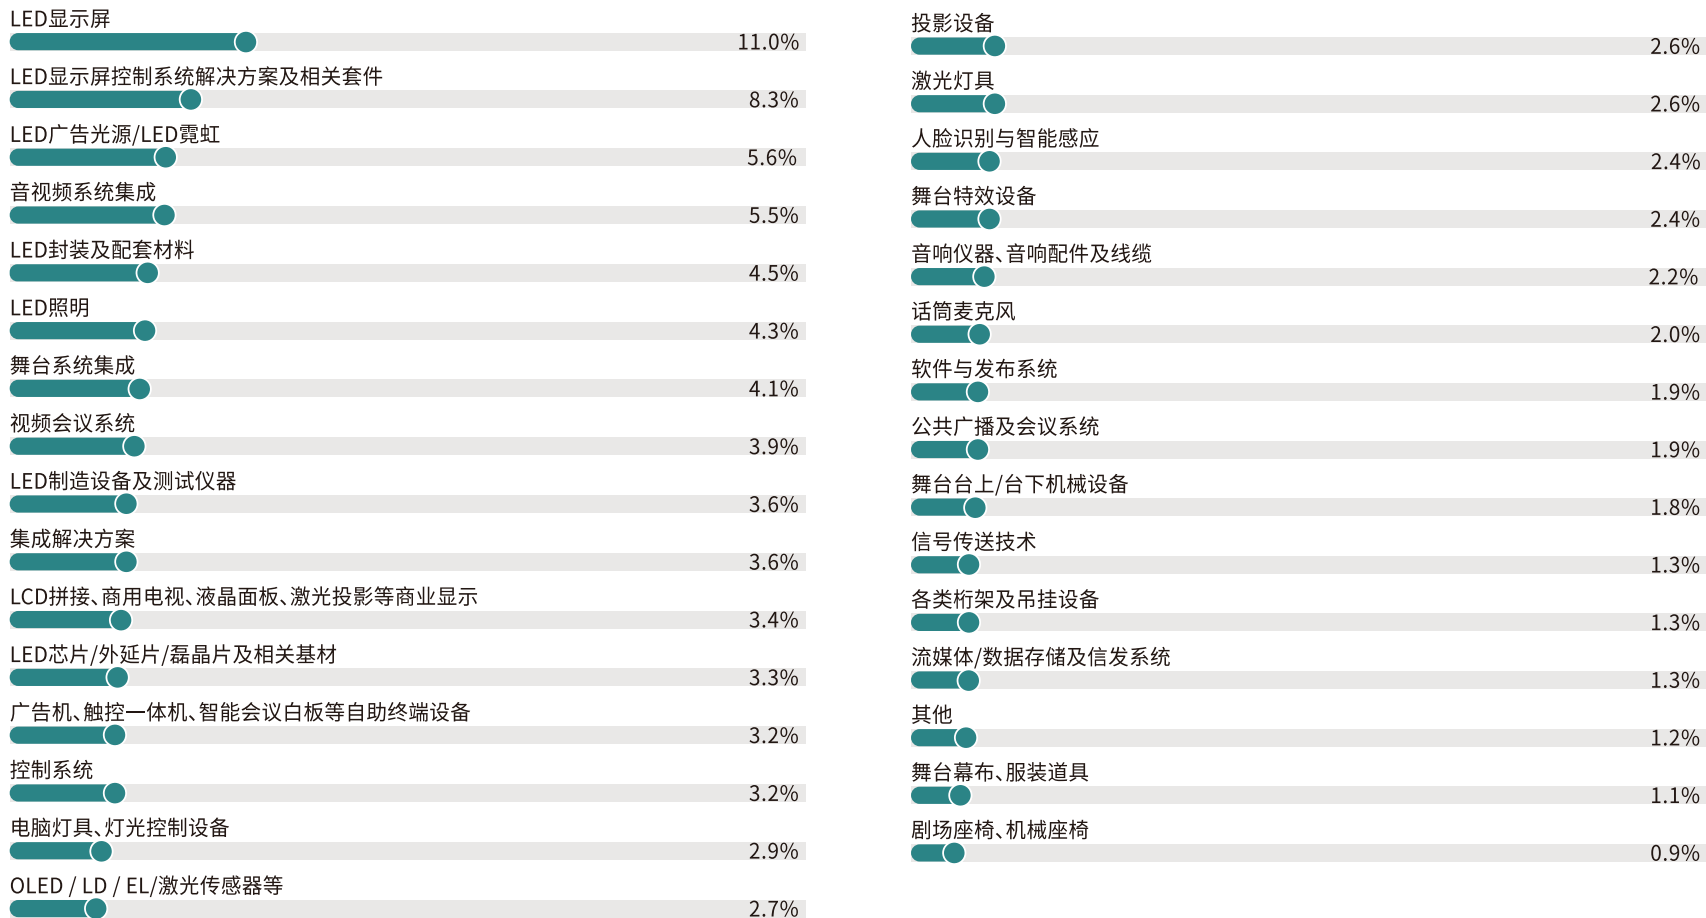 LED显示屏
11.0%
LED显示屏控制系统解决方案及相关套件
8.3%
LED广告光源/LED霓虹
5.6%
音视频系统集成
5.5%
LED封装及配套材料
4.5%
LED照明
4.3%
舞台系统集成
4.1%
视频会议系统
3.9%
LED制造设备及测试仪器
3.6%
集成解决方案
3.6%
LCD拼接、商用电视、液晶面板、激光投影等商业显示
3.4%
LED芯片/外延片/磊晶片及相关基材
3.3%
广告机、触控一体机、智能会议白板等自助终端设备
3.2%
控制系统
3.2%
电脑灯具、灯光控制设备
2.9%
OLED / LD / EL/激光传感器等
2.7%
投影设备
2.6%
激光灯具
2.6%
人脸识别与智能感应
2.4%
舞台特效设备
2.4%
音响仪器、音响配件及线缆
2.2%
话筒麦克风
2.0%
软件与发布系统
1.9%
公共广播及会议系统
1.9%
舞台台上/台下机械设备
1.8%
信号传送技术
1.3%
各类桁架及吊挂设备
1.3%
流媒体/数据存储及信发系统
1.3%
其他
1.2%
舞台幕布、服装道具
1.1%
剧场座椅、机械座椅
0.9%